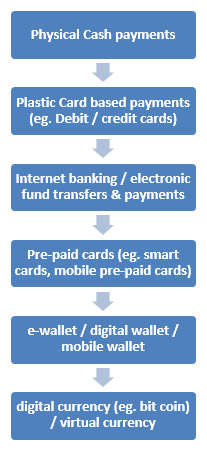 Physical Cash payments
Plastic Card based payments
(eg. Debit / credit cards)
Internet banking / electronic
fund transfers & payments
Pre-paid cards (eg. smart
cards, mobile pre-paid cards)
e-wallet / digital wallet /
mobile wallet
digital currency (eg. bit coin)
/ virtual currency